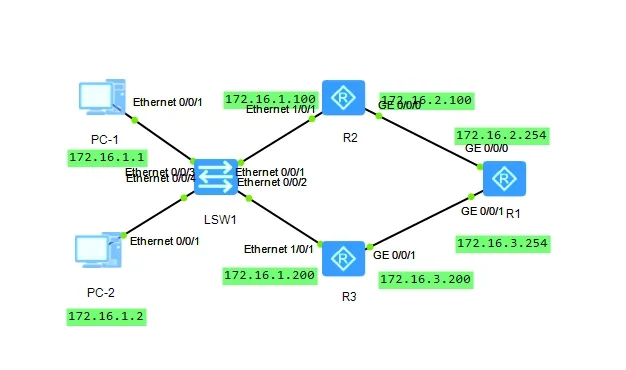 172.16.1.100
172.16.2.100
Ethernet 0/0/1
Ethernet 1/0/1
GE 0/0/0
PC-1
R2
172.16.2.254
172.16.1.1
GE 0/0/0
Ethernet 0/0/3
Ethernet 0/0/1
Ethernet 0/0/4
Ethernet 0/0/2
GE 0/0/1
R1
LSW1
Ethernet 0/0/1
Ethernet 1/0/1
GE 0/0/1
172.16.3.254
172.16.1.200
172.16.3.200
PC-2
R3
172.16.1.2